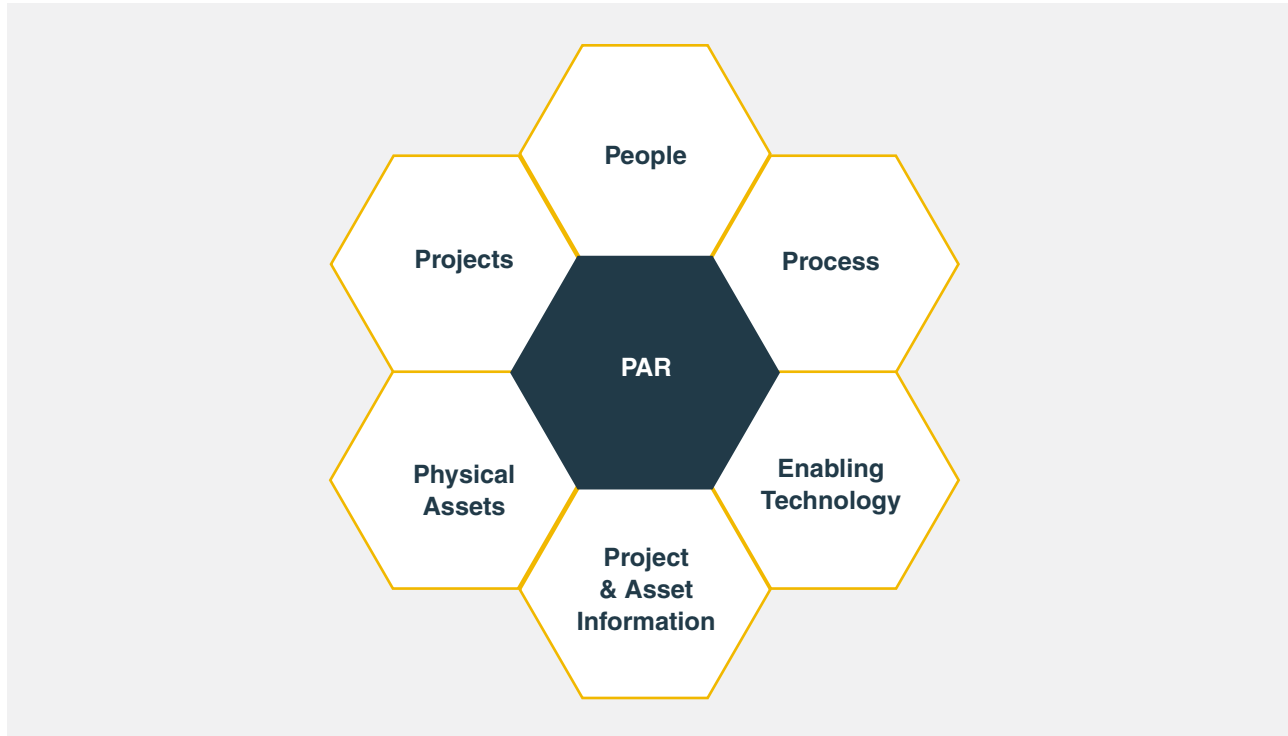 People
Projects
Process
PAR
Physical
Assets
Enabling
Technology
Project
& Asset
Information